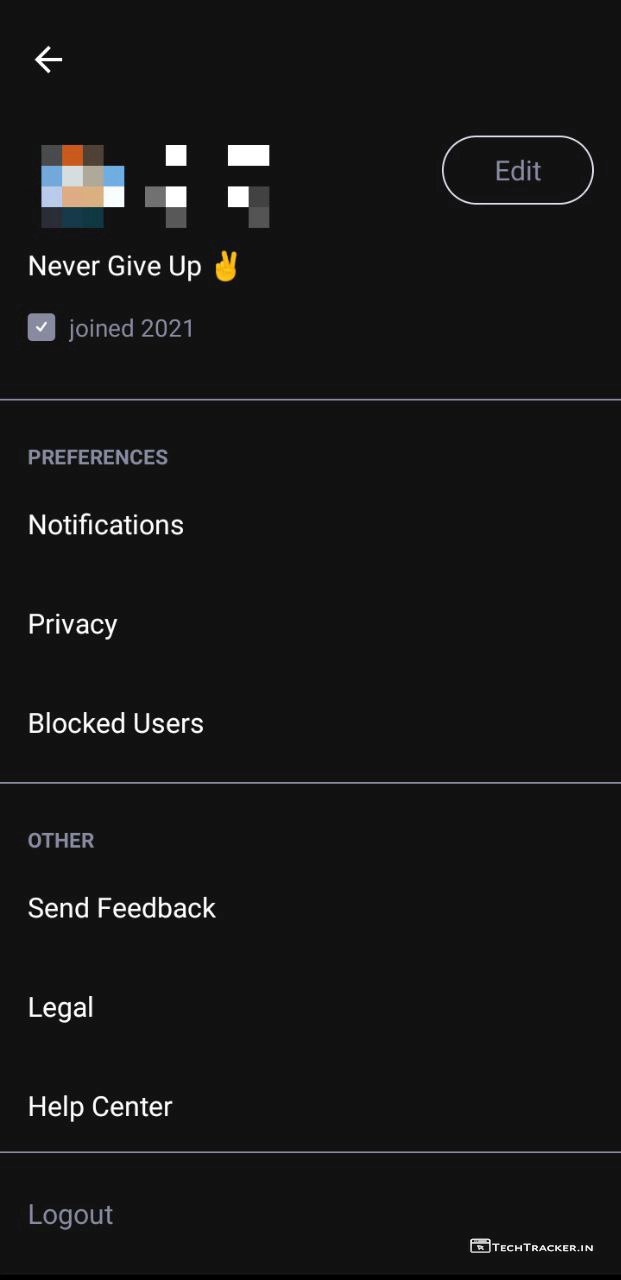 Edit
Never Give Up ✌
joined 2021
PREFERENCES
Notifications
Privacy
Blocked Users
OTHER
Send Feedback
Legal
Help Center
Logout
TECHTRACKER.IN